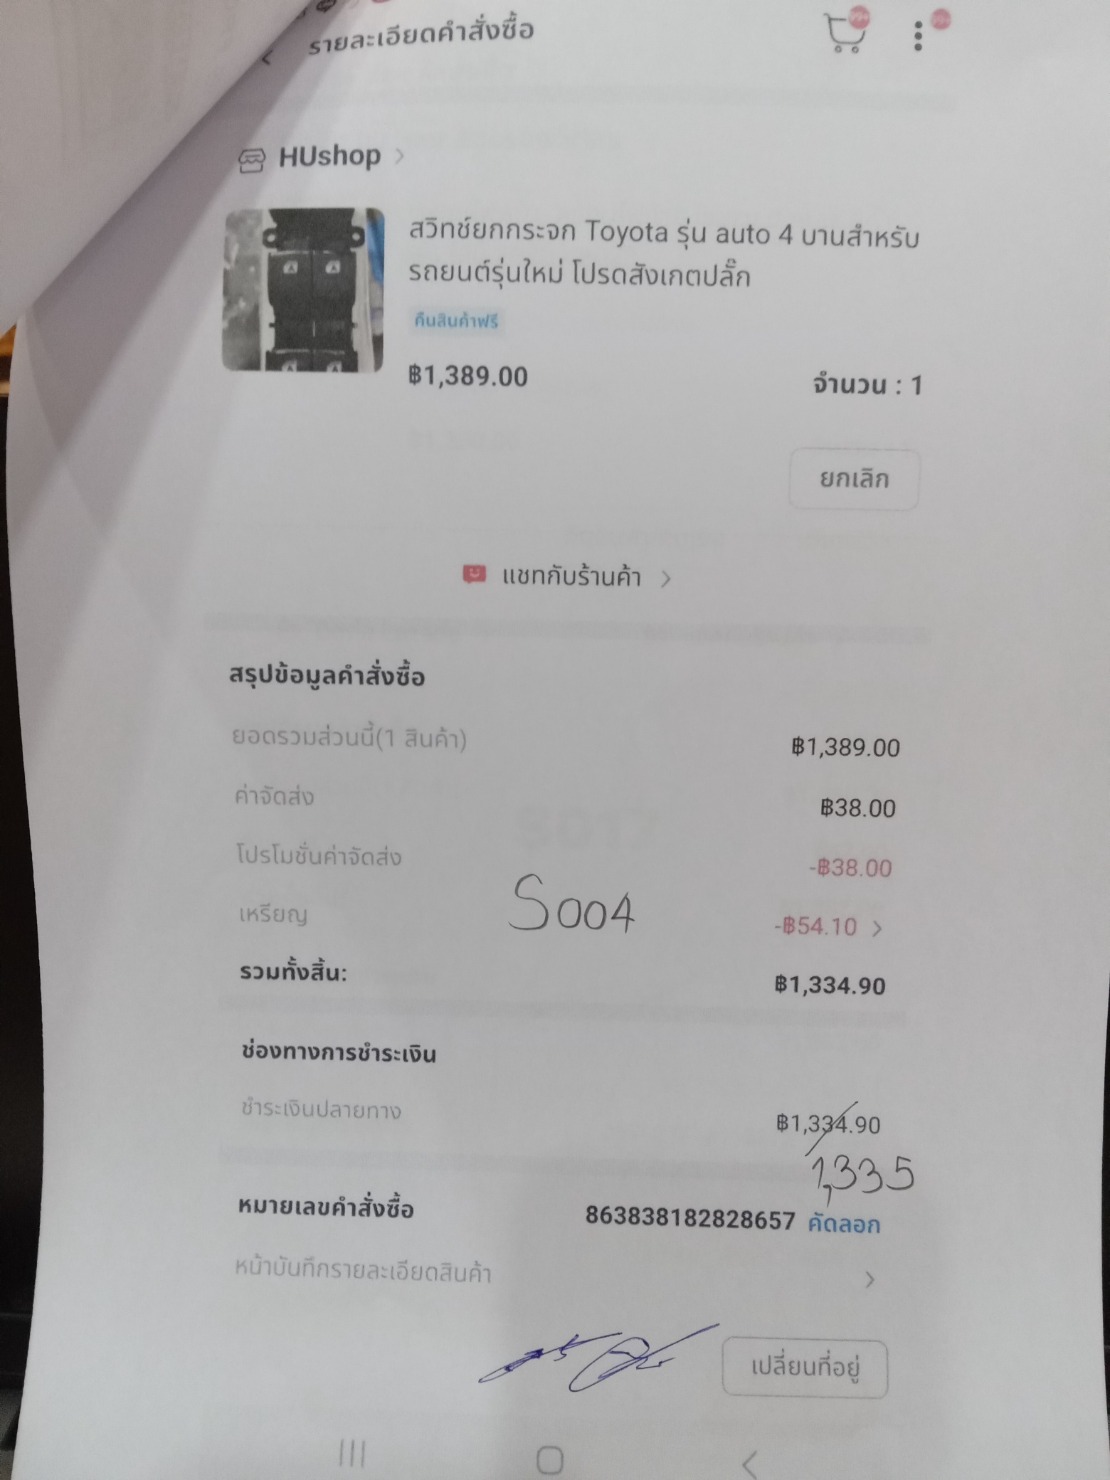 รายละเอียดคำสั่งซื้อ
HUshop
สวิทช์ยกกระจก Toyota รุ่น auto 4 บานสำหรับ
รถยนต์รุ่นใหม่ โปรดสังเกตปลั๊ก
คืนสินค้าฟรี
฿1,389.00 จำนวน : 1
ยกเลิก
แชทกับร้านค้า
สรุปข้อมูลคำสั่งซื้อ
ยอดรวมส่วนนี้(1 สินค้า) ฿1,389.00
ค่าจัดส่ง ฿38.00
โปรโมชั่นค่าจัดส่ง -฿38.00
เหรียญ S004 -฿54.10
รวมทั้งสิ้น: ฿1,334.90
ช่องทางการชำระเงิน
ชำระเงินปลายทาง ฿1,334.90
1,335
หมายเลขคำสั่งซื้อ 863838182828657 คัดลอก
หน้าบันทึกรายละเอียดสินค้า
เปลี่ยนที่อยู่